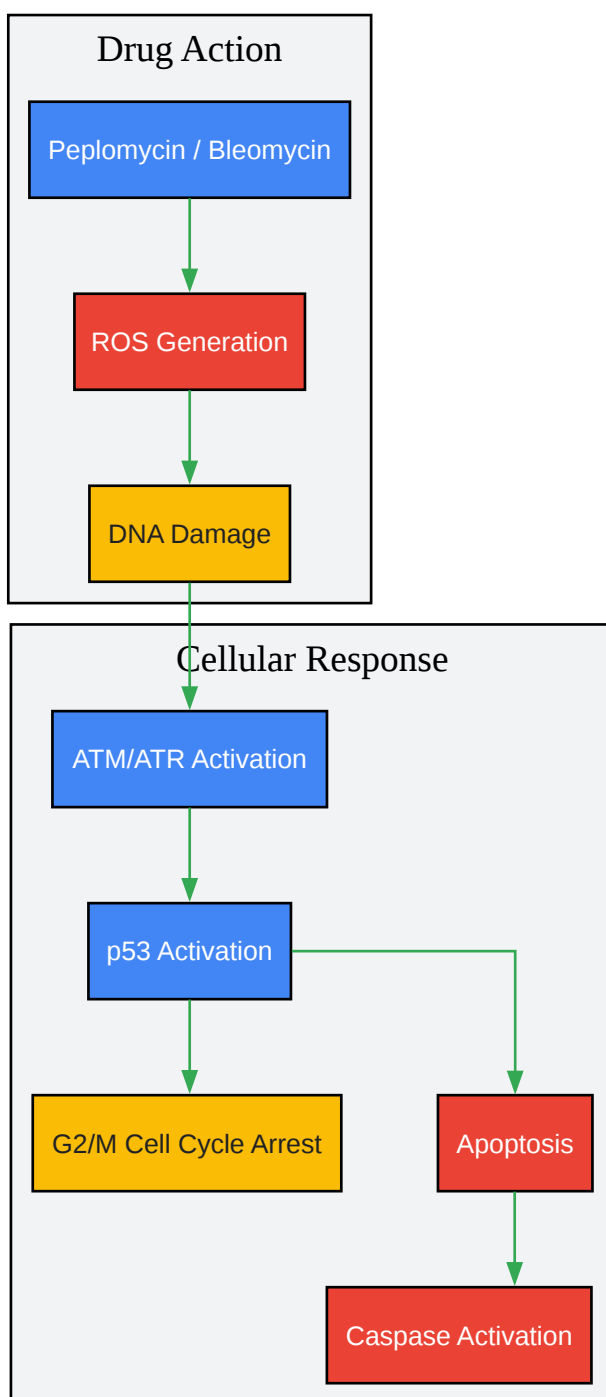 Drug Action
Peplomycin / Bleomycin
ROS Generation
DNA Damage
Cellular Response
ATM/ATR Activation
p53 Activation
G2/M Cell Cycle Arrest
Apoptosis
Caspase Activation